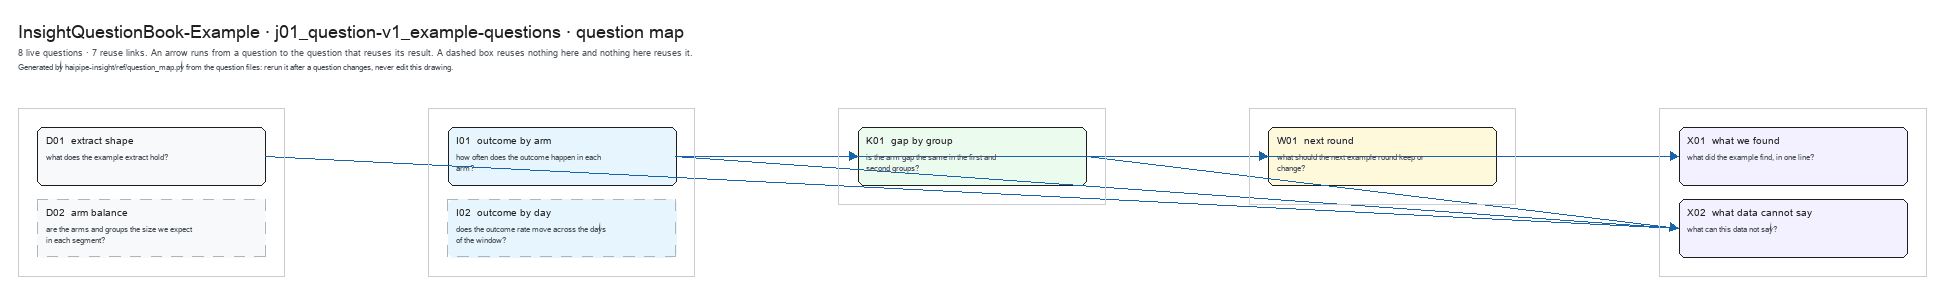 InsightQuestionBook-Example · j01_question-v1_example-questions · question map
8 live questions · 7 reuse links. An arrow runs from a question to the question that reuses its result. A dashed box reuses nothing here and nothing here reuses it.
Generated by haipipe-insight/ref/question_map.py from the question files: rerun it after a question changes, never edit this drawing.
D01 extract shape
what does the example extract hold?
D02 arm balance
are the arms and groups the size we expect
in each segment?
I01 outcome by arm
how often does the outcome happen in each
arm?
I02 outcome by day
does the outcome rate move across the days
of the window?
K01 gap by group
is the arm gap the same in the first and
second groups?
W01 next round
what should the next example round keep or
change?
X01 what we found
what did the example find, in one line?
X02 what data cannot say
what can this data not say?